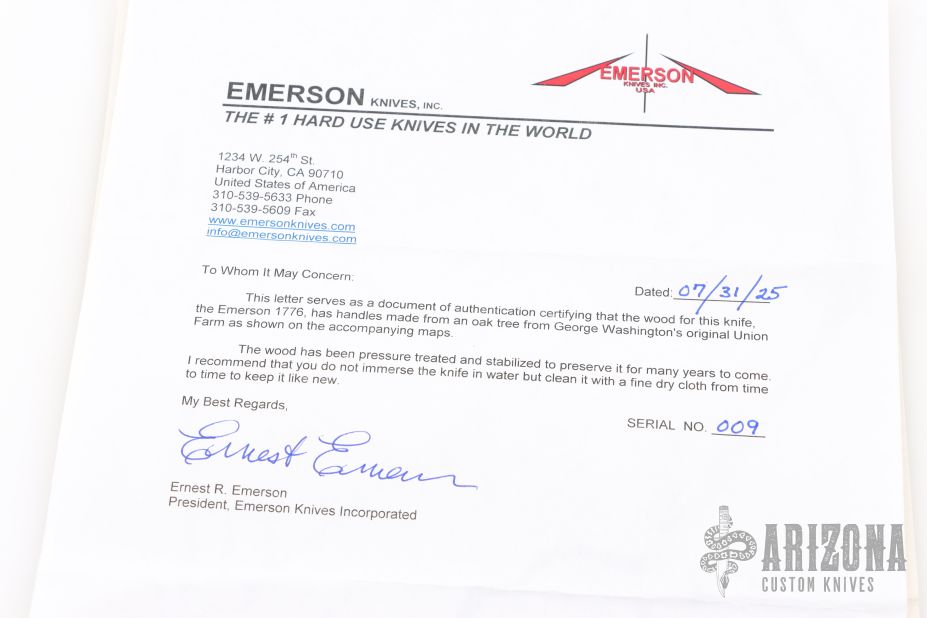 EMERSON
KNIVES INC.
USA
EMERSON KNIVES, INC.
THE # 1 HARD USE KNIVES IN THE WORLD
1234 W. 254th St.
Harbor City, CA 90710
United States of America
310-539-5633 Phone
310-539-5609 Fax
www.emersonknives.com
info@emersonknives.com
To Whom It May Concern:
Dated: 07/31/25
This letter serves as a document of authentication certifying that the wood for this knife,
the Emerson 1776, has handles made from an oak tree from George Washington's original Union
Farm as shown on the accompanying maps.
The wood has been pressure treated and stabilized to preserve it for many years to come.
I recommend that you do not immerse the knife in water but clean it with a fine dry cloth from time
to time to keep it like new.
My Best Regards,
SERIAL NO. 009
Ernest Emerson
Ernest R. Emerson
President, Emerson Knives Incorporated
ARIZONA
CUSTOM KNIVES